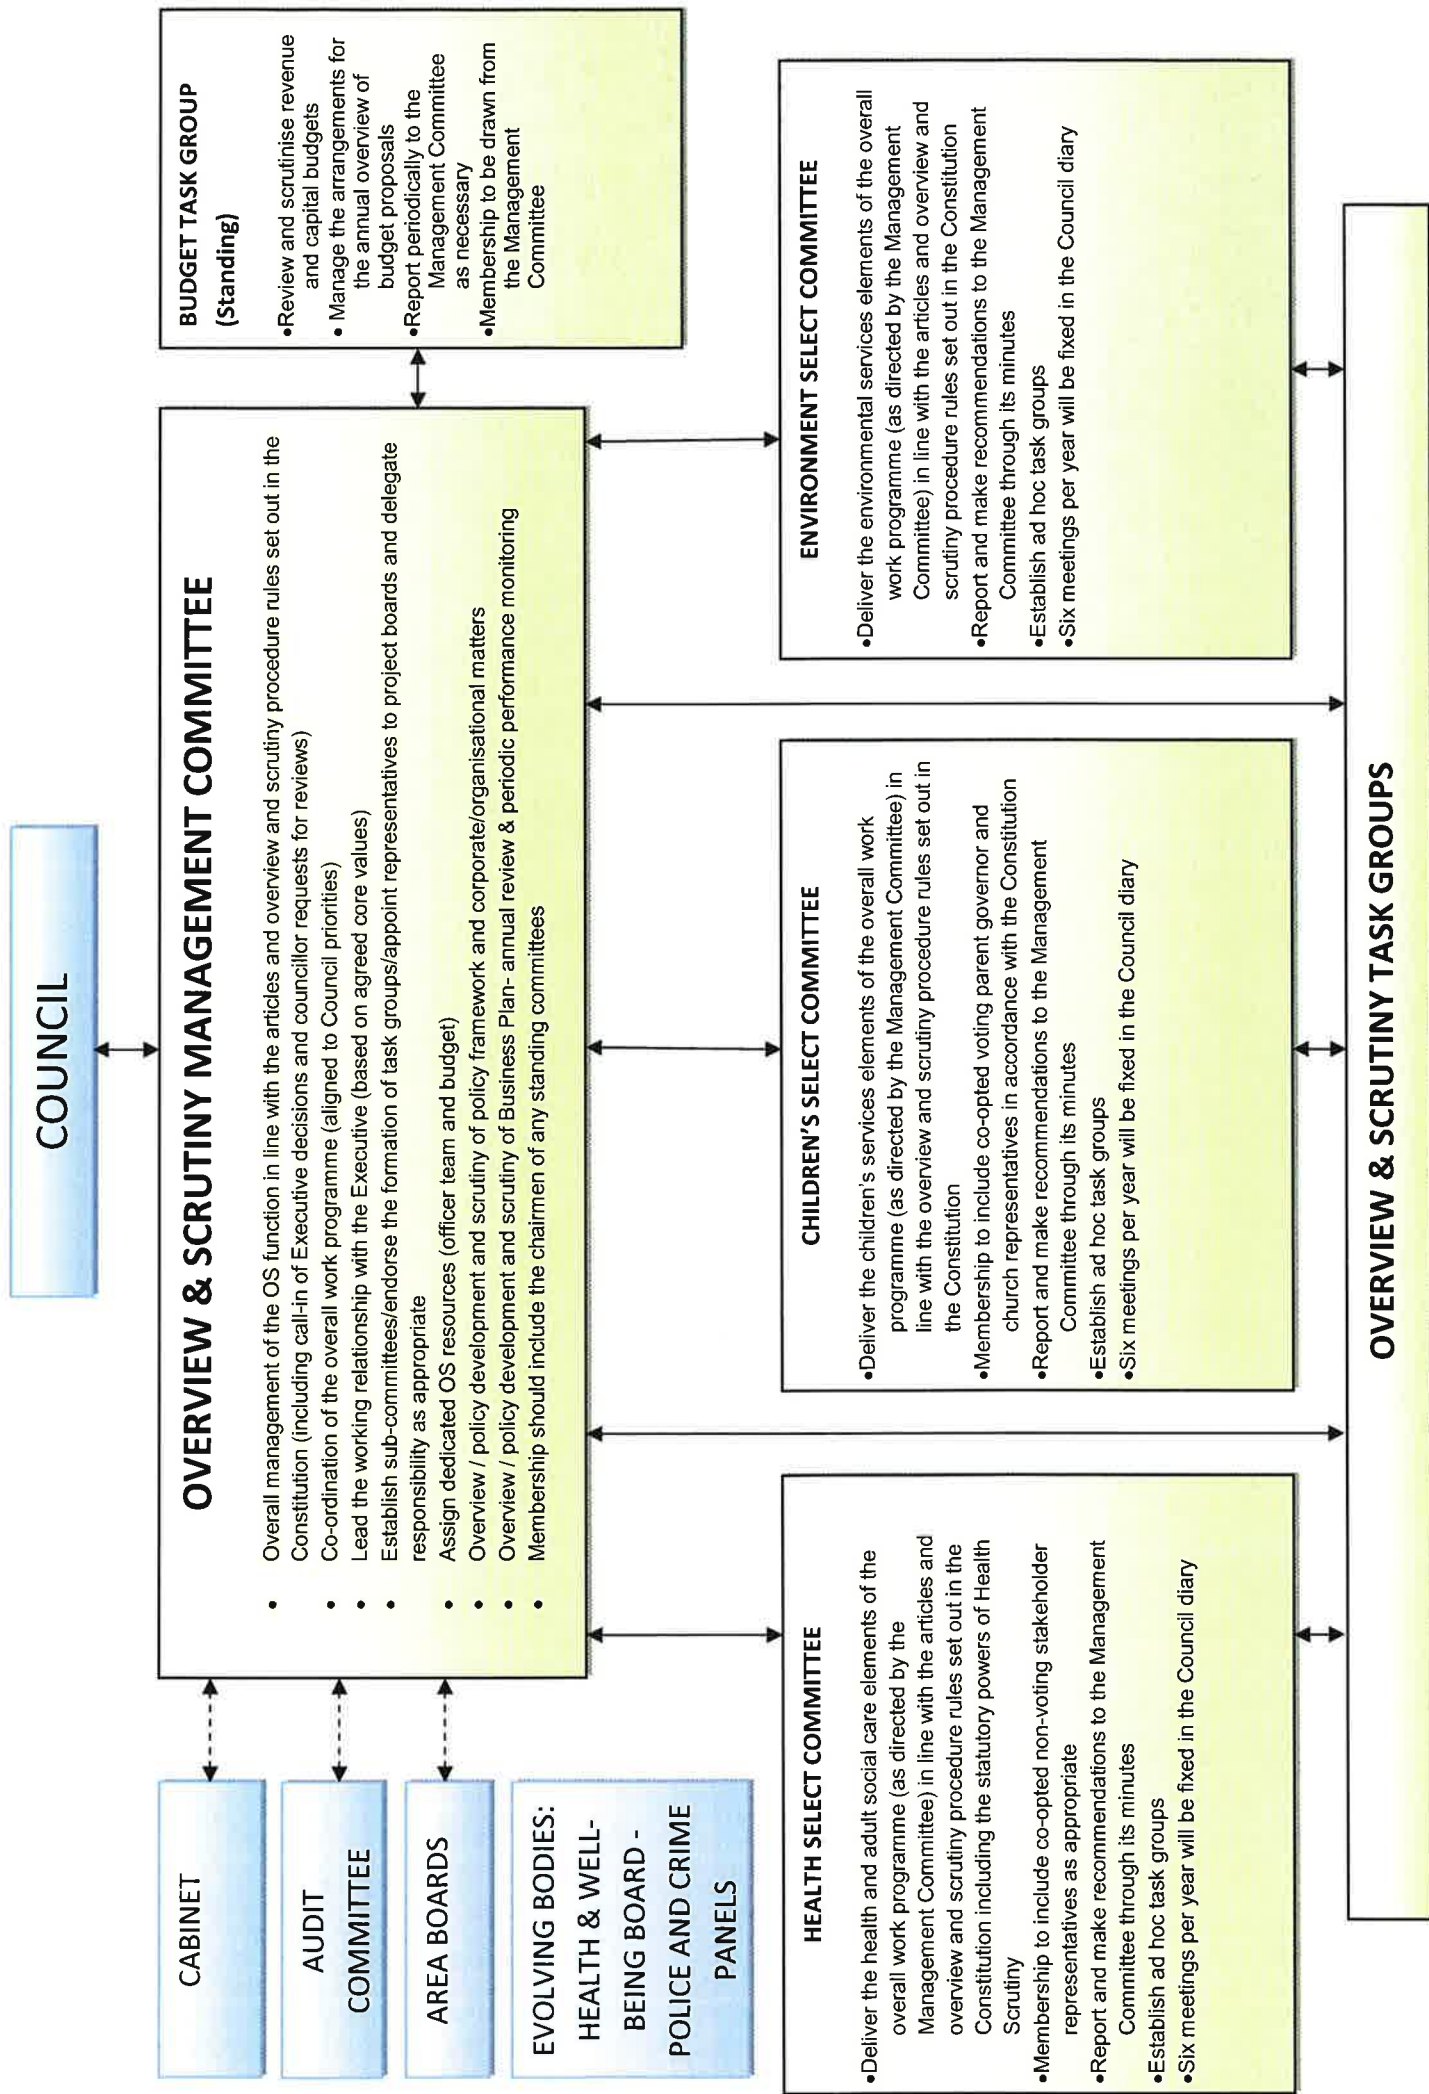 COUNCIL
OVERVIEW & SCRUTINY MANAGEMENT COMMITTEE
• Overall management of the OS function in line with the articles and overview and scrutiny procedure rules set out in the
Constitution (including call-in of Executive decisions and councillor requests for reviews)
• Co-ordination of the overall work programme (aligned to Council priorities)
• Lead the working relationship with the Executive (based on agreed core values)
• Establish sub-committees/endorse the formation of task groups/appoint representatives to project boards and delegate
responsibility as appropriate
• Assign dedicated OS resources (officer team and budget)
• Overview / policy development and scrutiny of policy framework and corporate/organisational matters
• Overview / policy development and scrutiny of Business Plan- annual review & periodic performance monitoring
• Membership should include the chairmen of any standing committees
BUDGET TASK GROUP
(Standing)
•Review and scrutinise revenue
and capital budgets
• Manage the arrangements for
the annual overview of
budget proposals
•Report periodically to the
Management Committee
as necessary
•Membership to be drawn from
the Management
Committee
CABINET
AUDIT
COMMITTEE
AREA BOARDS
EVOLVING BODIES:
HEALTH & WELL-
BEING BOARD -
POLICE AND CRIME
PANELS
HEALTH SELECT COMMITTEE
•Deliver the health and adult social care elements of the
overall work programme (as directed by the
Management Committee) in line with the articles and
overview and scrutiny procedure rules set out in the
Constitution including the statutory powers of Health
Scrutiny
•Membership to include co-opted non-voting stakeholder
representatives as appropriate
•Report and make recommendations to the Management
Committee through its minutes
•Establish ad hoc task groups
•Six meetings per year will be fixed in the Council diary
CHILDREN'S SELECT COMMITTEE
•Deliver the children's services elements of the overall work
programme (as directed by the Management Committee) in
line with the overview and scrutiny procedure rules set out in
the Constitution
•Membership to include co-opted voting parent governor and
church representatives in accordance with the Constitution
•Report and make recommendations to the Management
Committee through its minutes
•Establish ad hoc task groups
•Six meetings per year will be fixed in the Council diary
ENVIRONMENT SELECT COMMITTEE
•Deliver the environmental services elements of the overall
work programme (as directed by the Management
Committee) in line with the articles and overview and
scrutiny procedure rules set out in the Constitution
•Report and make recommendations to the Management
Committee through its minutes
•Establish ad hoc task groups
•Six meetings per year will be fixed in the Council diary
OVERVIEW & SCRUTINY TASK GROUPS